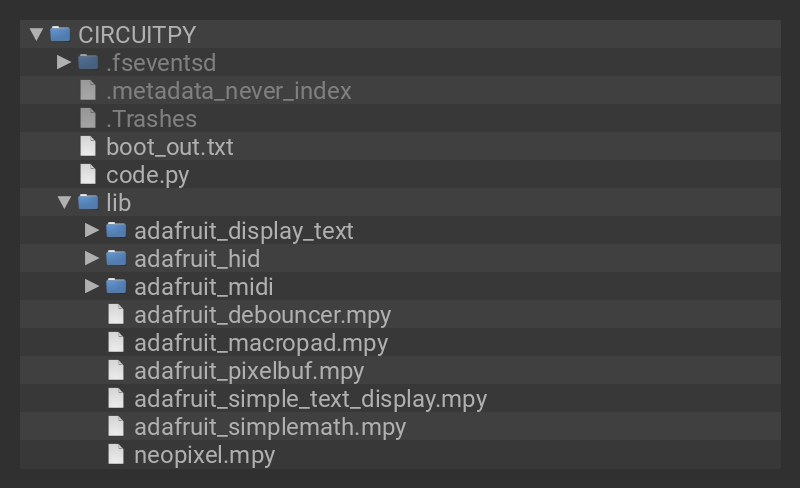 CIRCUITPY
.fseventsd
.metadata_never_index
.Trashes
boot_out.txt
code.py
lib
adafruit_display_text
adafruit_hid
adafruit_midi
adafruit_debouncer.mpy
adafruit_macropad.mpy
adafruit_pixelbuf.mpy
adafruit_simple_text_display.mpy
adafruit_simplemath.mpy
neopixel.mpy